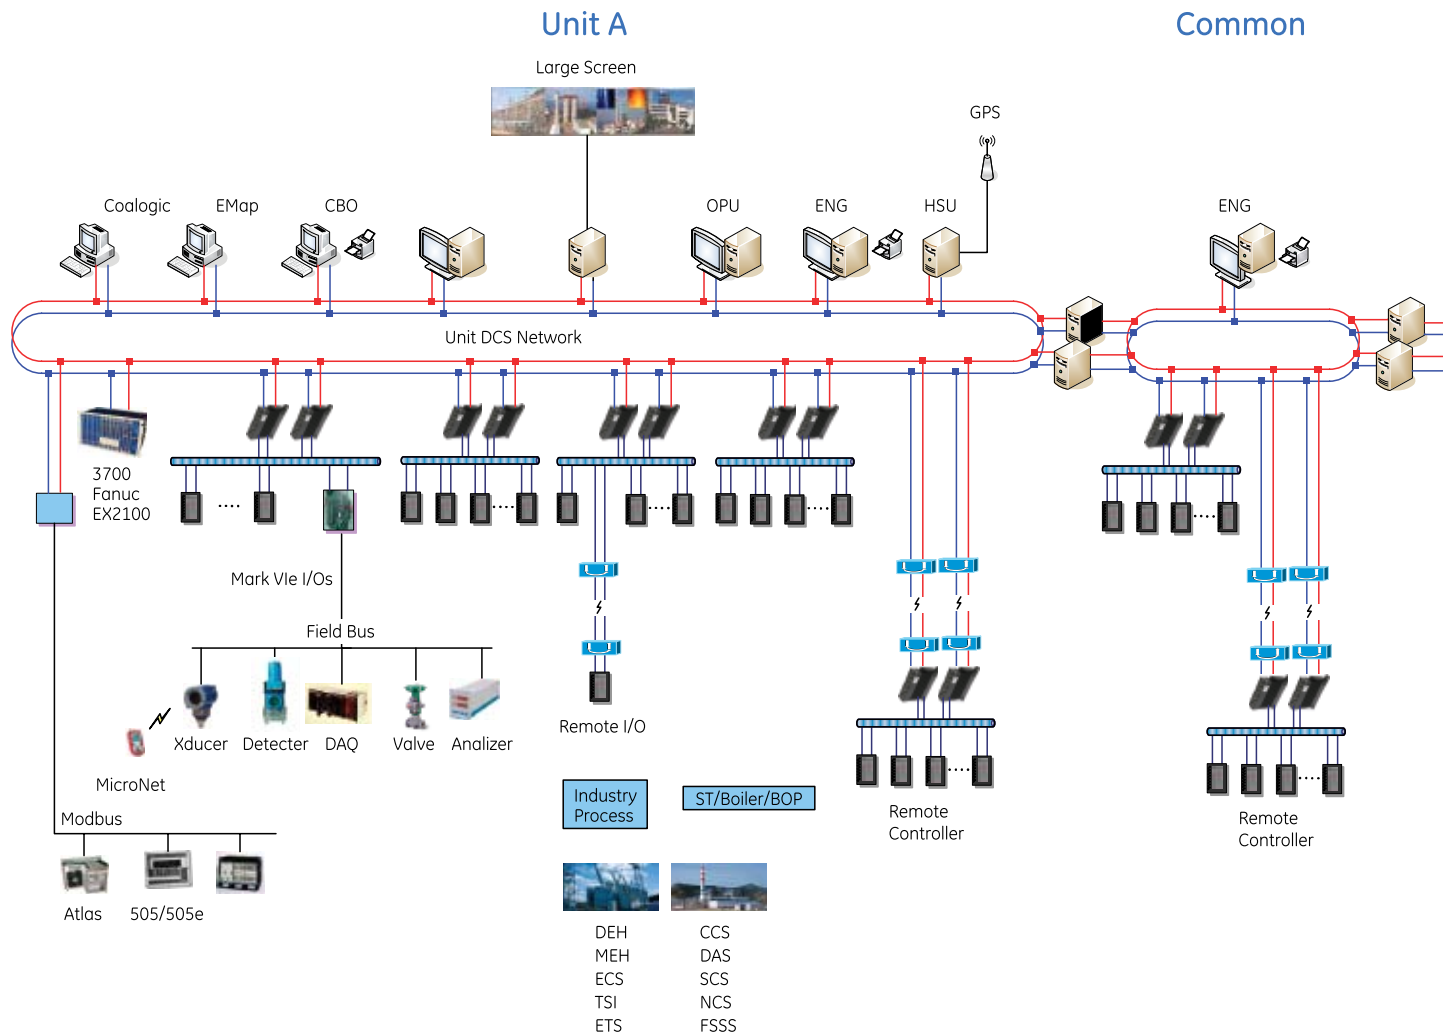 Unit A
Common
Large Screen
GPS
Coalogic
EMap
CBO
OPU
ENG
HSU
ENG
Unit DCS Network
3700
Fanuc
EX2100
Mark VIe I/Os
Field Bus
Xducer
Detecter
DAQ
Valve
Analizer
MicroNet
Remote I/O
Modbus
Atlas
505/505e
Industry
Process
ST/Boiler/BOP
Remote
Controller
Remote
Controller
DEH
MEH
ECS
TSI
ETS
CCS
DAS
SCS
NCS
FSSS